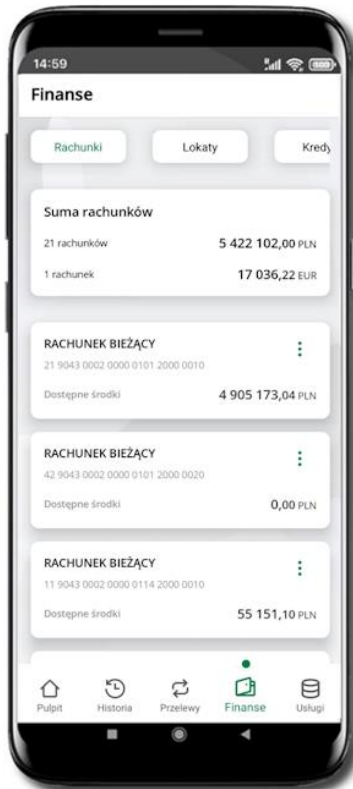 14:59
Finanse
Rachunki Lokaty Kredy
Suma rachunków
21 rachunków 5 422 102,00 PLN
1 rachunek 17 036,22 EUR
RACHUNEK BIEŻĄCY
21 9043 0002 0000 0101 2000 0010
Dostępne środki 4 905 173,04 PLN
RACHUNEK BIEŻĄCY
42 9043 0002 0000 0101 2000 0020
Dostępne środki 0,00 PLN
RACHUNEK BIEŻĄCY
11 9043 0002 0000 0114 2000 0010
Dostępne środki 55 151,10 PLN
Pulpit Historia Przelewy Finanse Usługi